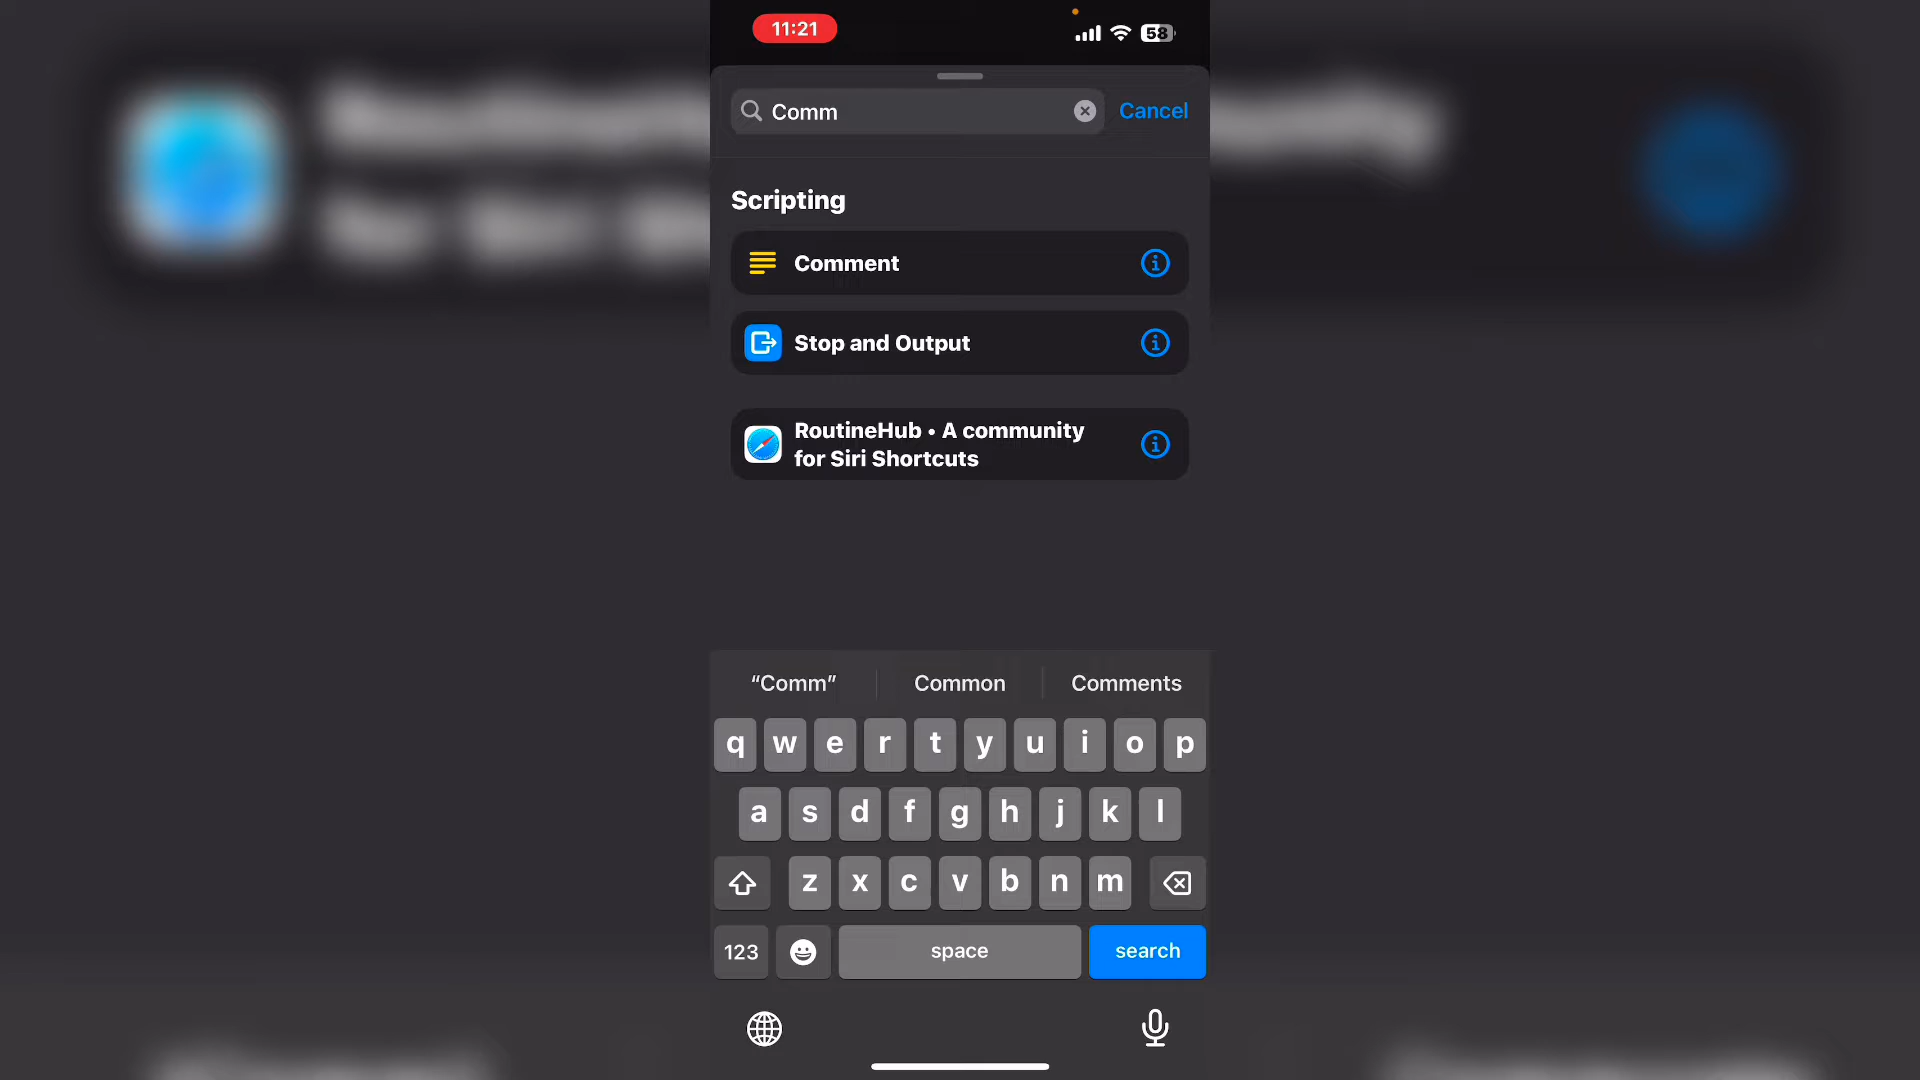 11:21
58
Comm
Cancel
Scripting
Comment
Stop and Output
RoutineHub • A community
for Siri Shortcuts
“Comm”
Common
Comments
q w e r t y u i o p
a s d f g h j k l
z x c v b n m
123
space
search